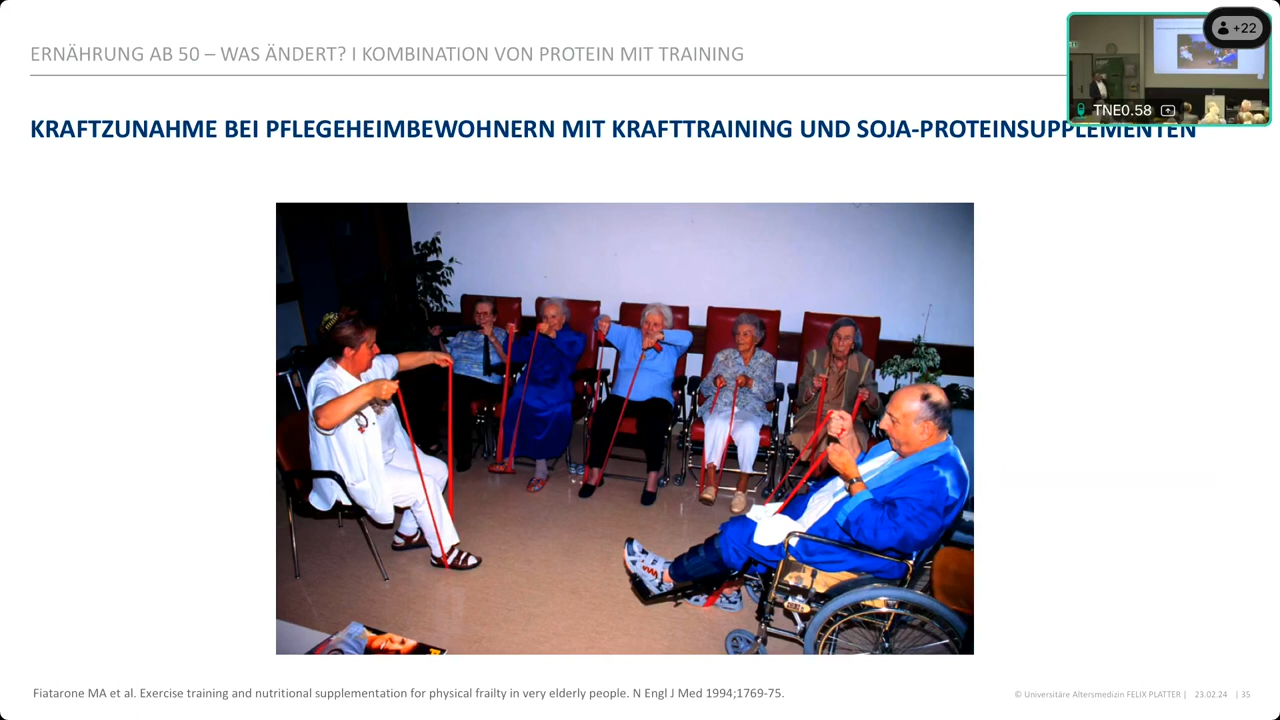 ERNÄHRUNG AB 50 – WAS ÄNDERT? I KOMBINATION VON PROTEIN MIT TRAINING
+22
TNE0.58
KRAFTZUNAHME BEI PFLEGEHEIMBEWOHNERN MIT KRAFTTRAINING UND SOJA-PROTEINSUPPLEMENTEN
Fiatarone MA et al. Exercise training and nutritional supplementation for physical frailty in very elderly people. N Engl J Med 1994;1769-75.
© Universitäre Altersmedizin FELIX PLATTER | 23.02.24 | 35